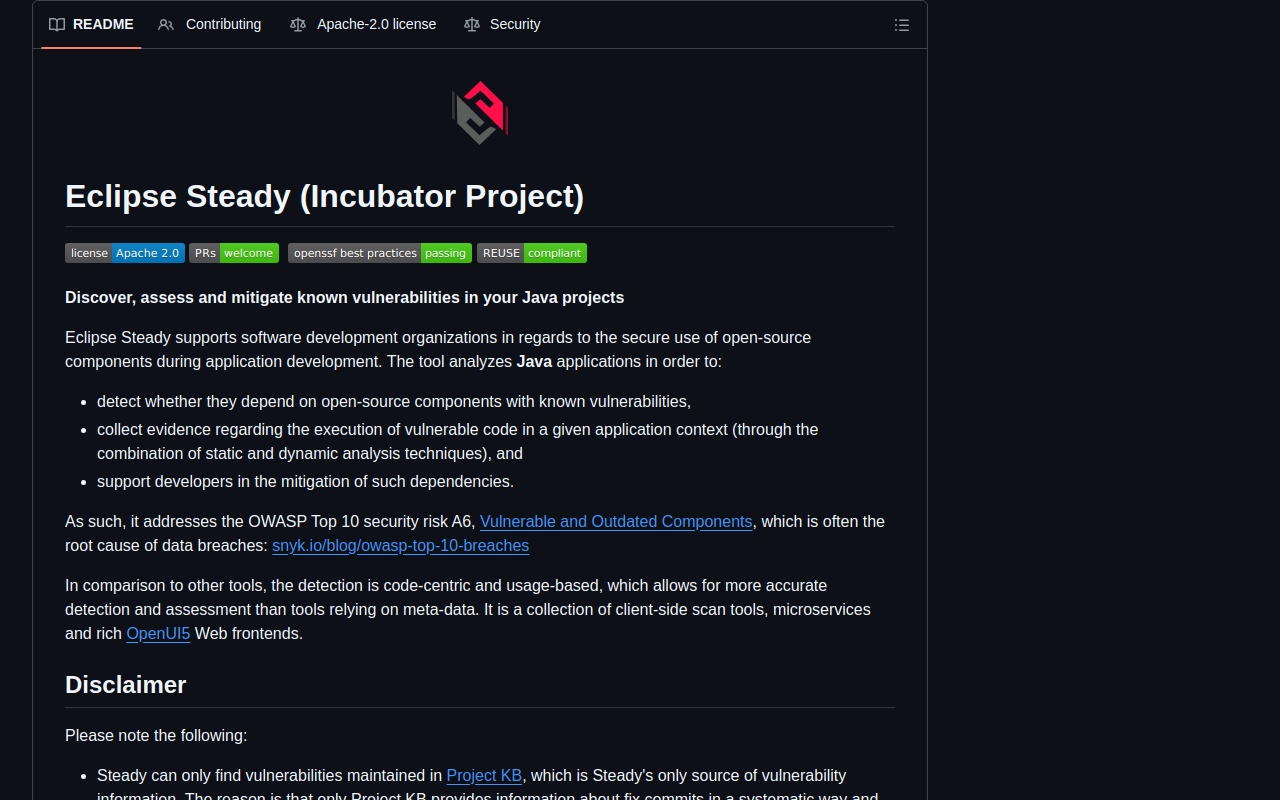 README Contributing Apache-2.0 license Security
Eclipse Steady (Incubator Project)
license Apache 2.0 PRs welcome openssf best practices passing REUSE compliant
Discover, assess and mitigate known vulnerabilities in your Java projects
Eclipse Steady supports software development organizations in regards to the secure use of open-source
components during application development. The tool analyzes Java applications in order to:
detect whether they depend on open-source components with known vulnerabilities,
collect evidence regarding the execution of vulnerable code in a given application context (through the
combination of static and dynamic analysis techniques), and
support developers in the mitigation of such dependencies.
As such, it addresses the OWASP Top 10 security risk A6, Vulnerable and Outdated Components, which is often the
root cause of data breaches: snyk.io/blog/owasp-top-10-breaches
In comparison to other tools, the detection is code-centric and usage-based, which allows for more accurate
detection and assessment than tools relying on meta-data. It is a collection of client-side scan tools, microservices
and rich OpenUI5 Web frontends.
Disclaimer
Please note the following:
Steady can only find vulnerabilities maintained in Project KB, which is Steady's only source of vulnerability
information. The reason is that only Project KB provides information about fix commits in a systematic way and